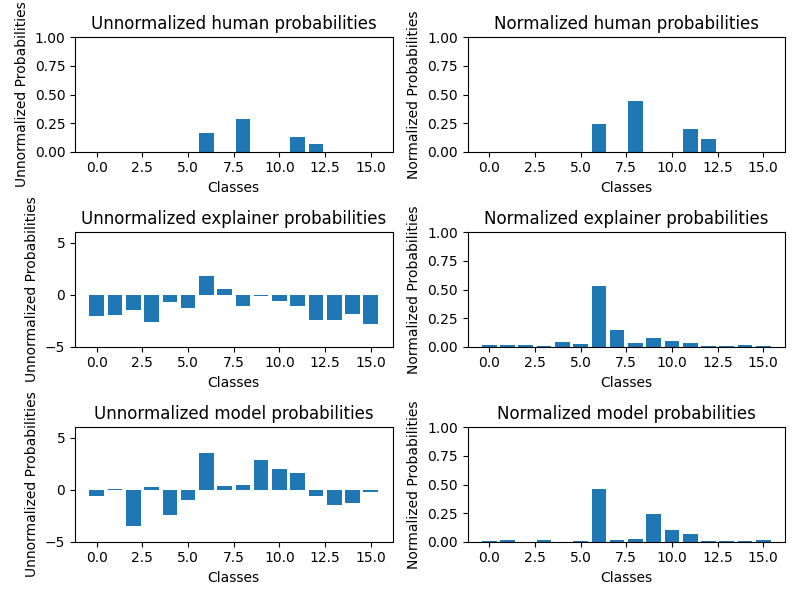 Unnormalized human probabilities
Unnormalized Probabilities
1.00
0.75
0.50
0.25
0.00
0.0 2.5 5.0 7.5 10.0 12.5 15.0
Classes
Normalized human probabilities
Normalized Probabilities
1.00
0.75
0.50
0.25
0.00
0.0 2.5 5.0 7.5 10.0 12.5 15.0
Classes
Unnormalized explainer probabilities
Unnormalized Probabilities
5
0
−5
0.0 2.5 5.0 7.5 10.0 12.5 15.0
Classes
Normalized explainer probabilities
Normalized Probabilities
1.00
0.75
0.50
0.25
0.00
0.0 2.5 5.0 7.5 10.0 12.5 15.0
Classes
Unnormalized model probabilities
Unnormalized Probabilities
5
0
−5
0.0 2.5 5.0 7.5 10.0 12.5 15.0
Classes
Normalized model probabilities
Normalized Probabilities
1.00
0.75
0.50
0.25
0.00
0.0 2.5 5.0 7.5 10.0 12.5 15.0
Classes